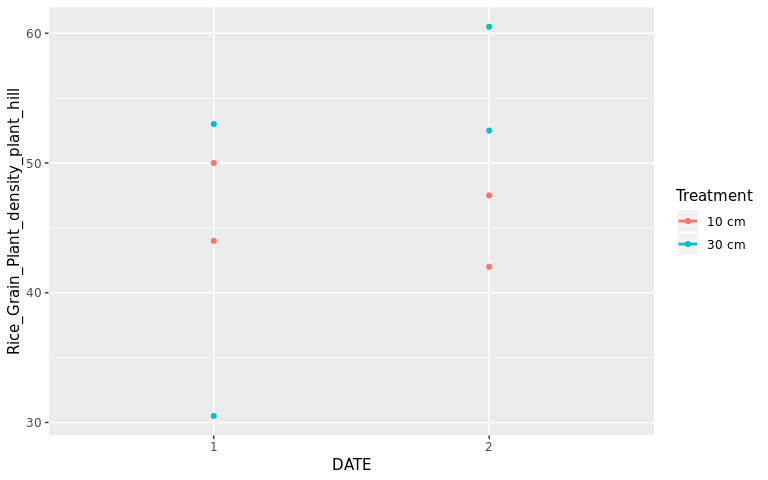 Rice_Grain_Plant_density_plant_hill
60
50
40
30
1
2
DATE
Treatment
10 cm
30 cm